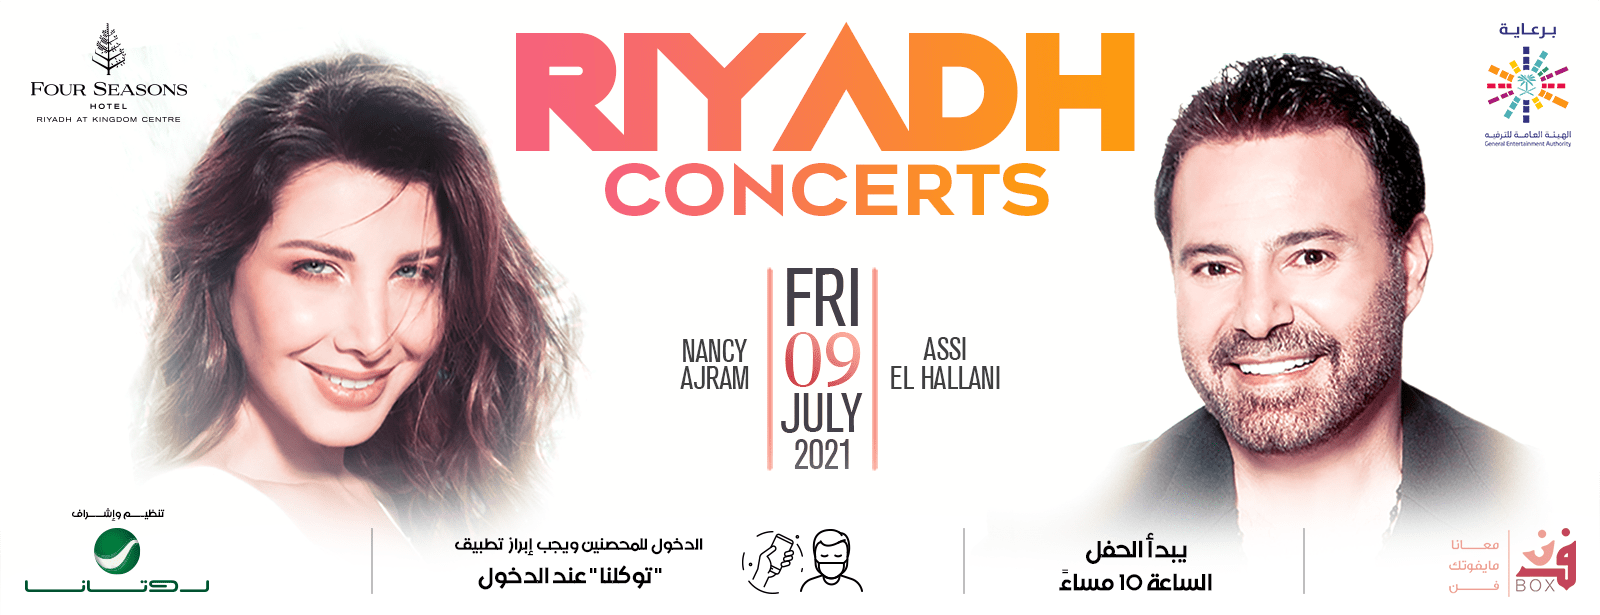 FOUR SEASONS
HOTEL
RIYADH AT KINGDOM CENTRE
RIYADH
CONCERTS
برعاية
الهيئة العامة للترفيه
General Entertainment Authority
NANCY
AJRAM
FRI
09
JULY
2021
ASSI
EL HALLANI
تنظيم وإشراف
روتانا
الدخول للمحصنين ويجب إبراز تطبيق
"توكلنا" عند الدخول
يبدأ الحفل
الساعة 10 مساءً
معانا
مايفوتك
فن
فن
BOX